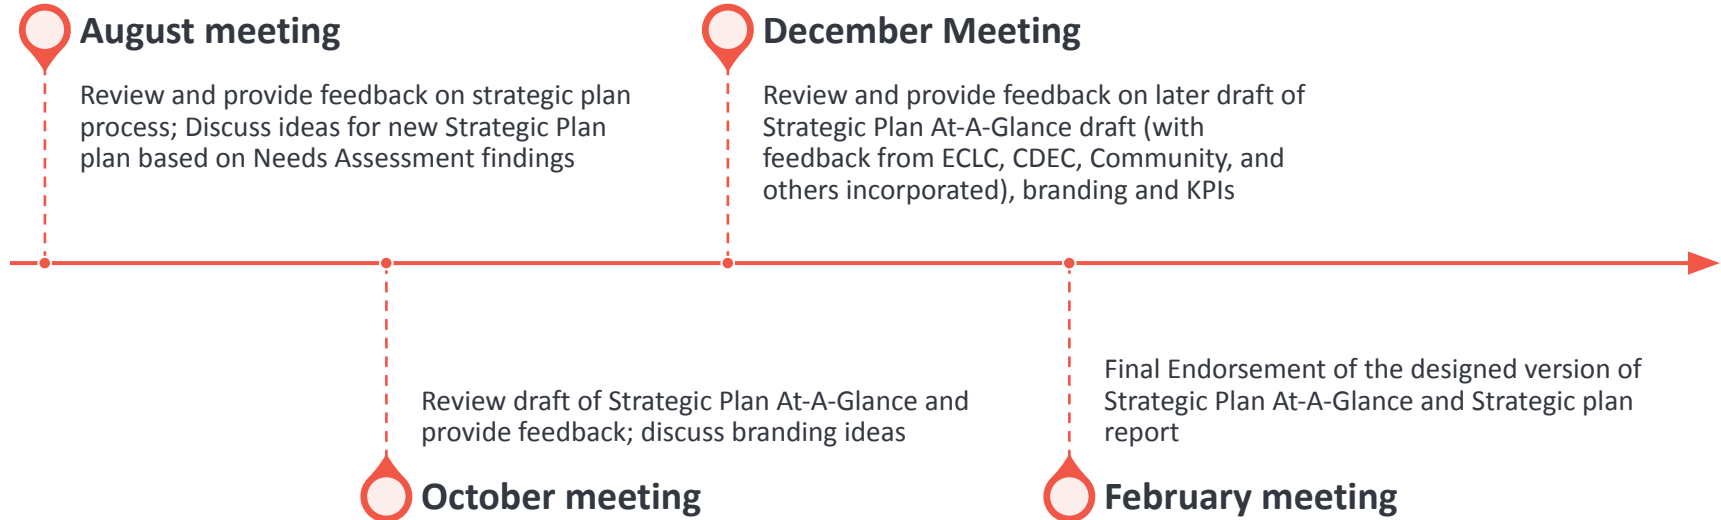 August meeting
Review and provide feedback on strategic plan
process; Discuss ideas for new Strategic Plan
plan based on Needs Assessment findings
December Meeting
Review and provide feedback on later draft of
Strategic Plan At-A-Glance draft (with
feedback from ECLC, CDEC, Community, and
others incorporated), branding and KPIs
Review draft of Strategic Plan At-A-Glance and
provide feedback; discuss branding ideas
October meeting
Final Endorsement of the designed version of
Strategic Plan At-A-Glance and Strategic plan
report
February meeting